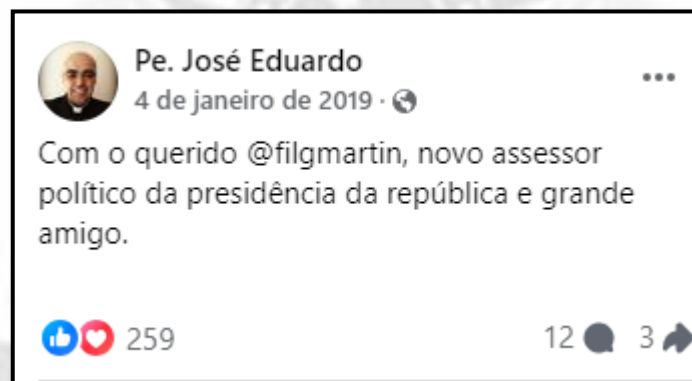 Pe. José Eduardo
4 de janeiro de 2019 ·
Com o querido @filgmartin, novo assessor
político da presidência da república e grande
amigo.
259
12
3